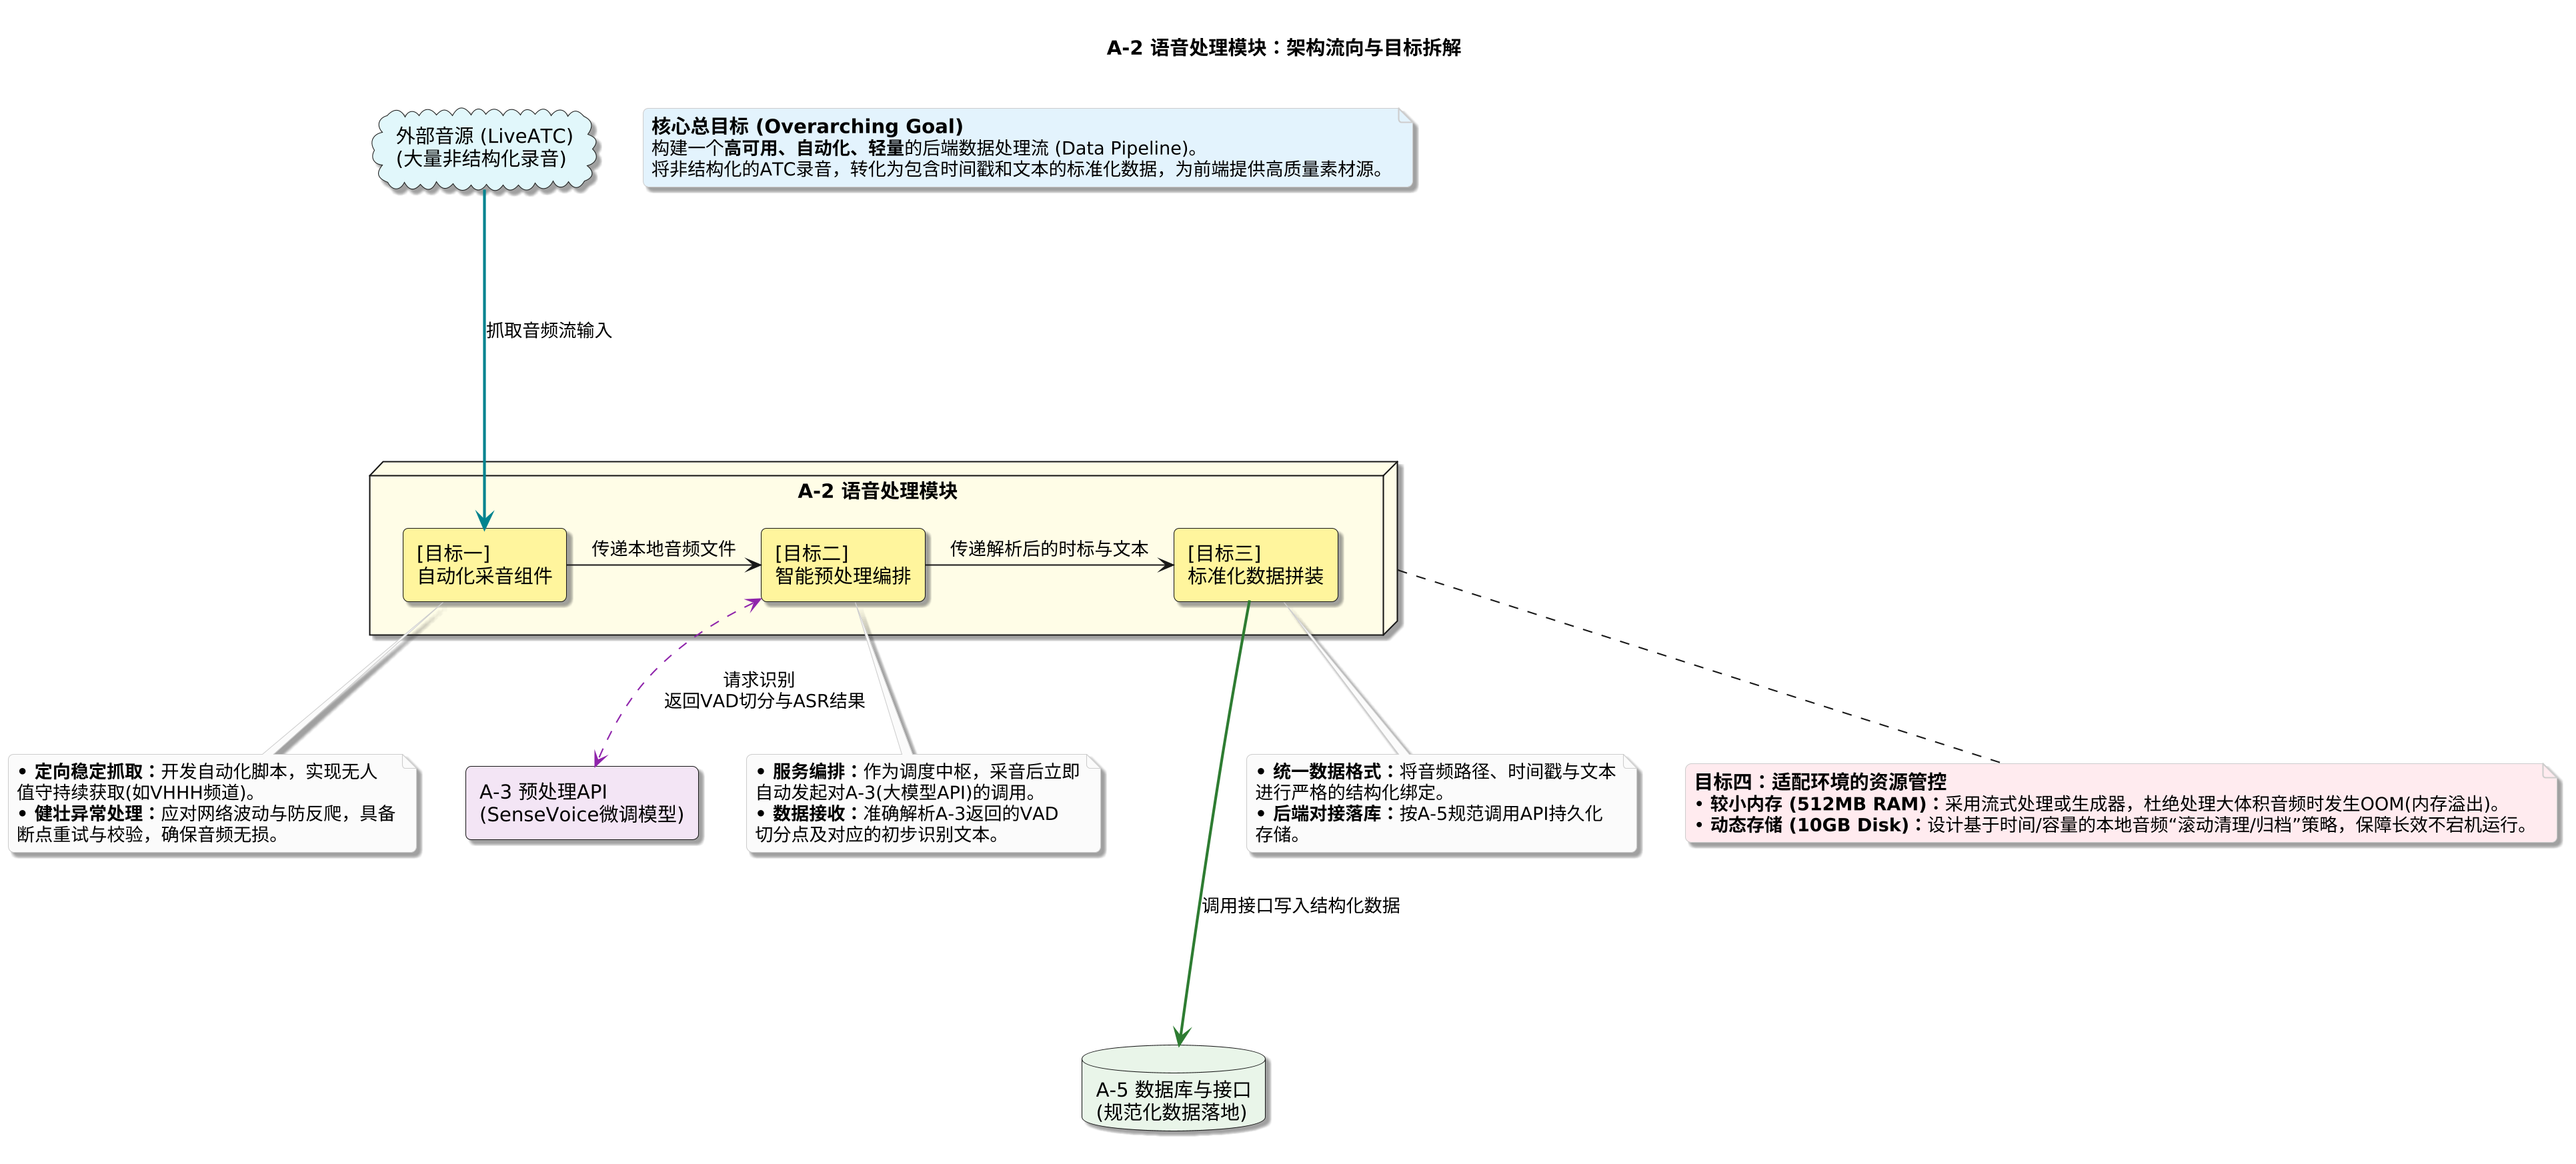 A-2 语音处理模块：架构流向与目标拆解
外部音源 (LiveATC)
(大量非结构化录音)
核心总目标 (Overarching Goal)
构建一个高可用、自动化、轻量的后端数据处理流 (Data Pipeline)。
将非结构化的ATC录音，转化为包含时间戳和文本的标准化数据，为前端提供高质量素材源。
抓取音频流输入
A-2 语音处理模块
[目标一]
自动化采音组件
传递本地音频文件
[目标二]
智能预处理编排
传递解析后的时标与文本
[目标三]
标准化数据拼装
请求识别
返回VAD切分与ASR结果
• 定向稳定抓取：开发自动化脚本，实现无人
值守持续获取(如VHHH频道)。
• 健壮异常处理：应对网络波动与防反爬，具备
断点重试与校验，确保音频无损。
A-3 预处理API
(SenseVoice微调模型)
• 服务编排：作为调度中枢，采音后立即
自动发起对A-3(大模型API)的调用。
• 数据接收：准确解析A-3返回的VAD
切分点及对应的初步识别文本。
• 统一数据格式：将音频路径、时间戳与文本
进行严格的结构化绑定。
• 后端对接落库：按A-5规范调用API持久化
存储。
目标四：适配环境的资源管控
• 较小内存 (512MB RAM)：采用流式处理或生成器，杜绝处理大体积音频时发生OOM(内存溢出)。
• 动态存储 (10GB Disk)：设计基于时间/容量的本地音频“滚动清理/归档”策略，保障长效不宕机运行。
调用接口写入结构化数据
A-5 数据库与接口
(规范化数据落地)